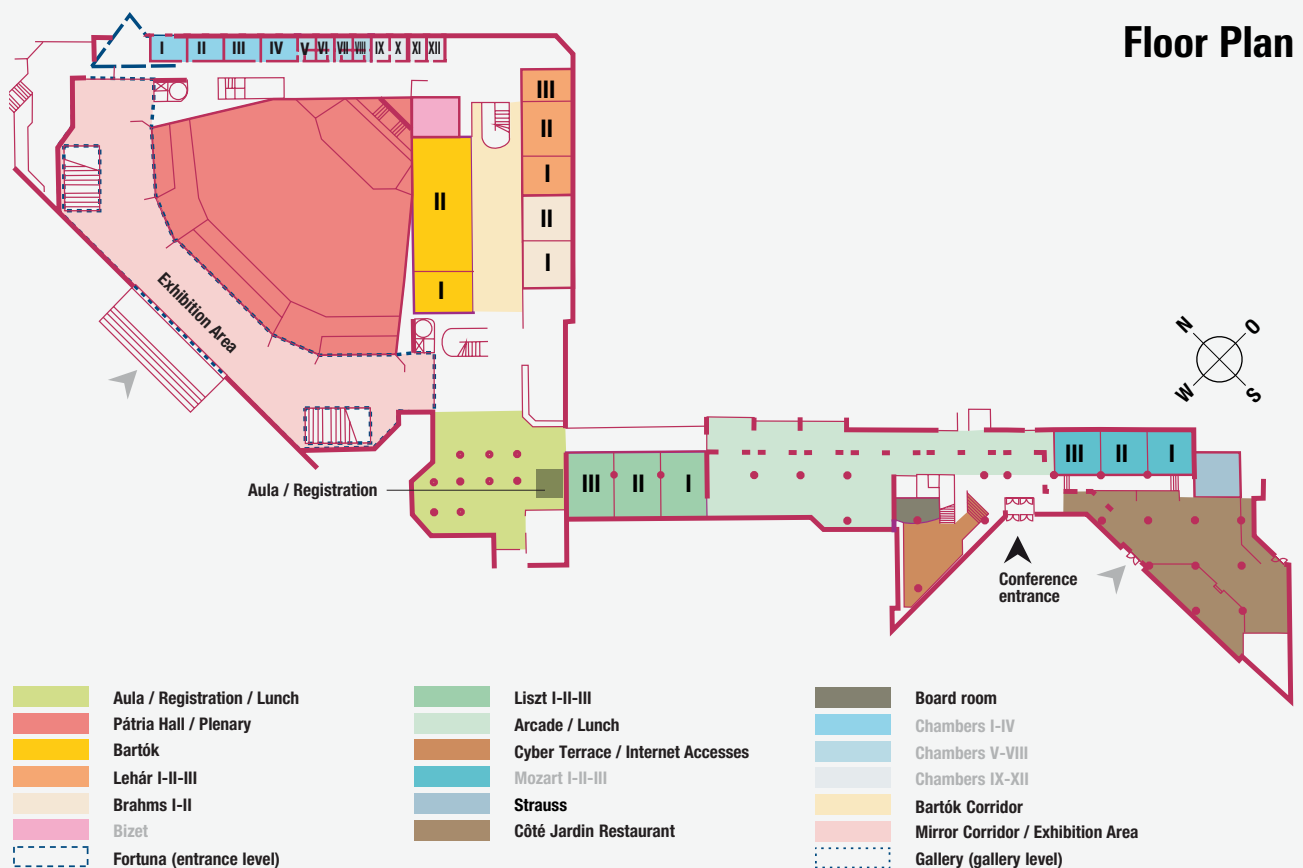 Floor Plan
I II III IV V VI VII VIII IX X XI XII
III
II
I
II
I
II
I
Exhibition Area
N O
W S
Aula / Registration
III II I
III II I
Conference
entrance
Aula / Registration / Lunch
Pátria Hall / Plenary
Bartók
Lehár I-II-III
Brahms I-II
Bizet
Fortuna (entrance level)
Liszt I-II-III
Arcade / Lunch
Cyber Terrace / Internet Accesses
Mozart I-II-III
Strauss
Côté Jardin Restaurant
Board room
Chambers I-IV
Chambers V-VIII
Chambers IX-XII
Bartók Corridor
Mirror Corridor / Exhibition Area
Gallery (gallery level)